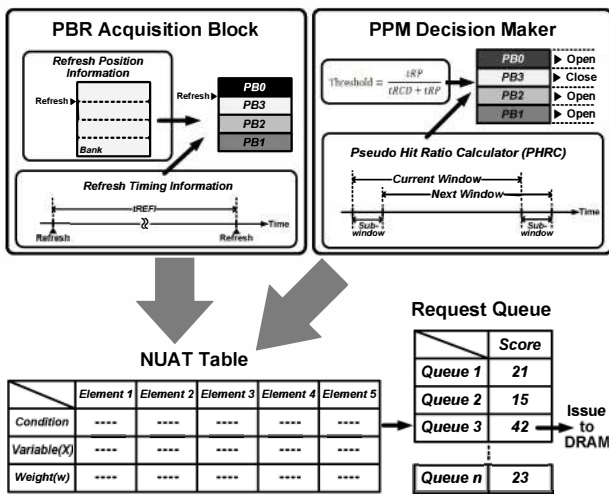 PBR Acquisition Block
Refresh Position
Information
Refresh
Bank
Refresh
PB0
PB3
PB2
PB1
Refresh Timing Information
tREFI
Time
Refresh
Refresh
PPM Decision Maker
Threshold = tRP / tRCD + tRP
PB0 Open
PB3 Close
PB2 Open
PB1 Open
Pseudo Hit Ratio Calculator (PHRC)
Current Window
Next Window
Time
Sub-
window
Sub-
window
NUAT Table
Element 1 Element 2 Element 3 Element 4 Element 5
Condition ---- ---- ---- ---- ----
Variable(X) ---- ---- ---- ---- ----
Weight(w) ---- ---- ---- ---- ----
Request Queue
Score
Queue 1 21
Queue 2 15
Queue 3 42
Queue n 23
Issue
to
DRAM